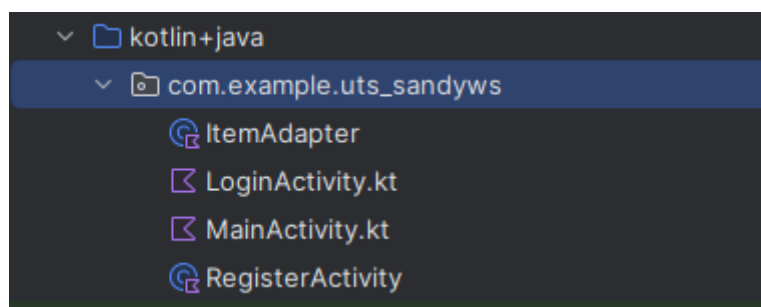 kotlin+java
com.example.uts_sandyws
ItemAdapter
LoginActivity.kt
MainActivity.kt
RegisterActivity